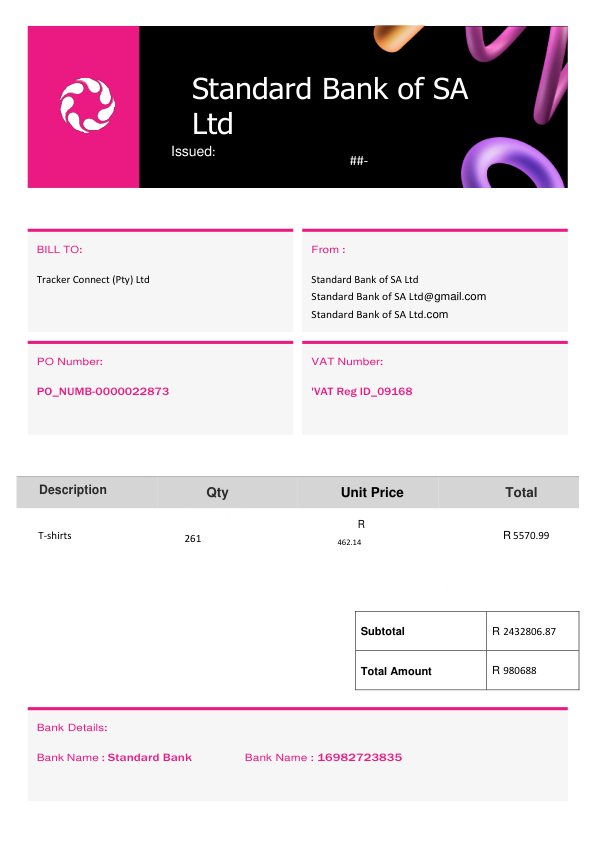 Standard Bank of SA
Ltd
Issued:
##-
BILL TO:
Tracker Connect (Pty) Ltd
From :
Standard Bank of SA Ltd
Standard Bank of SA Ltd@gmail.com
Standard Bank of SA Ltd.com
PO Number:
PO_NUMB-0000022873
VAT Number:
'VAT Reg ID_09168
Description Qty Unit Price Total
T-shirts 261 R 462.14 R 5570.99
Subtotal R 2432806.87
Total Amount R 980688
Bank Details:
Bank Name : Standard Bank Bank Name : 16982723835